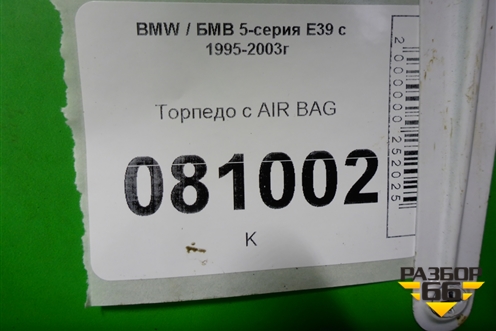 BMW / БМВ 5-серия E39 с
1995-2003г
Торпедо с AIR BAG
081002
К
2000000252025
РАЗБОР
66